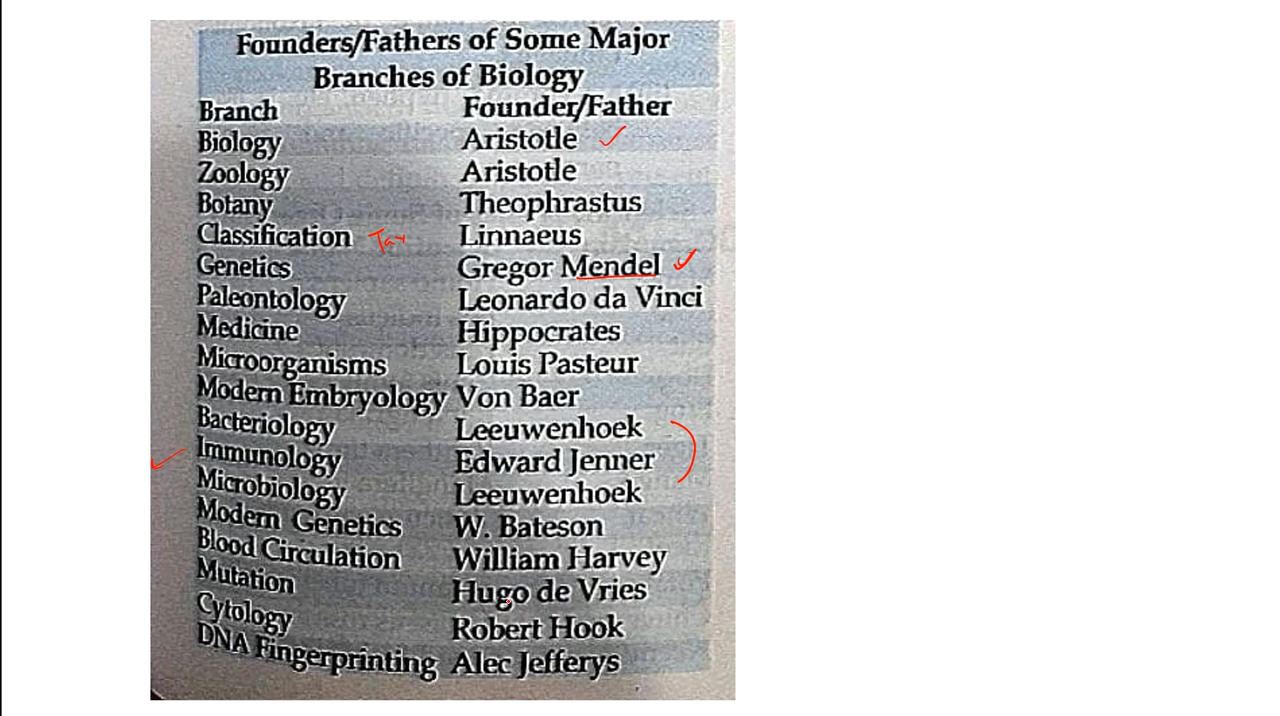 Founders/Fathers of Some Major
Branches of Biology
Branch Founder/Father
Biology Aristotle
Zoology Aristotle
Botany Theophrastus
Classification Tax Linnaeus
Genetics Gregor Mendel
Paleontology Leonardo da Vinci
Medicine Hippocrates
Microorganisms Louis Pasteur
Modern Embryology Von Baer
Bacteriology Leeuwenhoek
Immunology Edward Jenner
Microbiology Leeuwenhoek
Modern Genetics W. Bateson
Blood Circulation William Harvey
Mutation Hugo de Vries
Cytology Robert Hook
DNA Fingerprinting Alec Jefferys